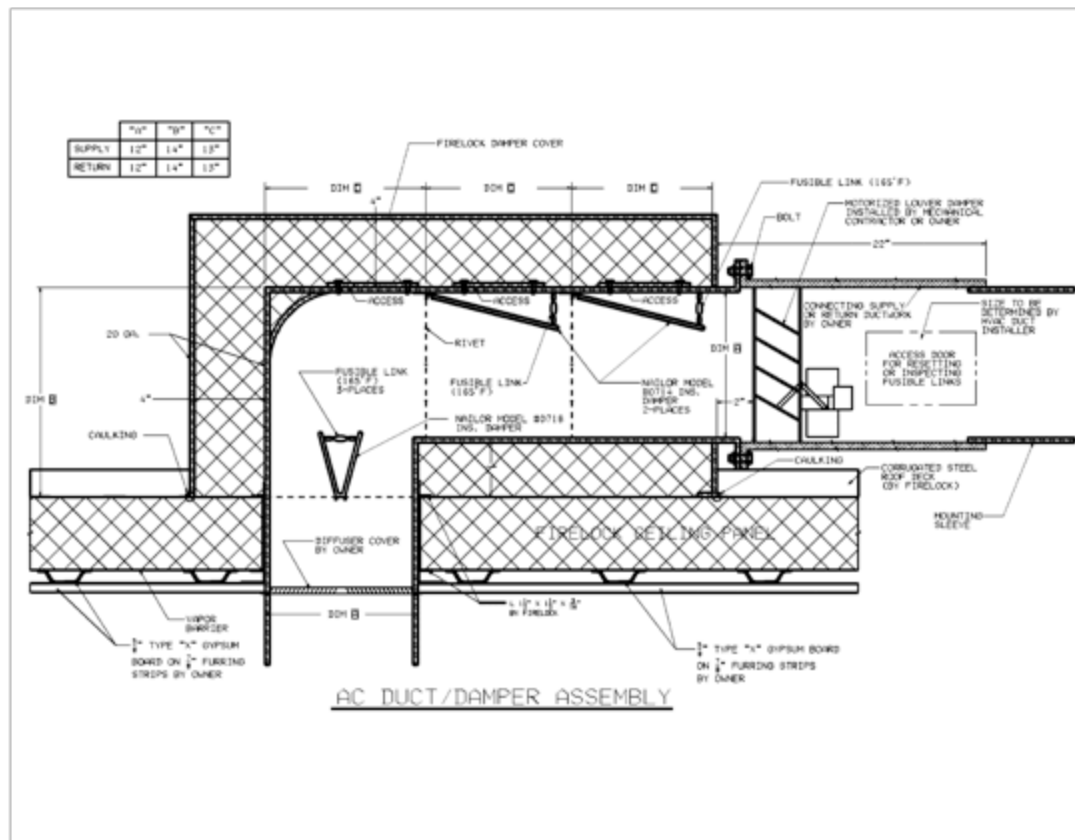 "A" "B" "C"
SUPPLY 12" 14" 13"
RETURN 12" 14" 13"
FIRELOCK DAMPER COVER
DIM C
DIM C
DIM C
4"
FUSIBLE LINK (165°F)
MOTORIZED LOUVER DAMPER
INSTALLED BY MECHANICAL
CONTRACTOR OR OWNER
BOLT
22"
ACCESS
ACCESS
ACCESS
CONNECTING SUPPLY
OR RETURN DUCTWORK
BY OWNER
SIZE TO BE
DETERMINED BY
HVAC DUCT
INSTALLER
20 GA.
RIVET
DIM
ACCESS DOOR
FOR RESETTING
OR INSPECTING
FUSIBLE LINKS
FUSIBLE LINK
(165°F)
3-PLACES
FUSIBLE LINK
(165°F)
NAILOR MODEL
INS.
DAMPER
2-PLACES
DIM B
4"
2"
NAILOR MODEL
INS. DAMPER
CAULKING
CAULKING
CORRUGATED STEEL
ROOF DECK
(BY FIRELOCK)
MOUNTING
SLEEVE
FIRELOCK CEILING PANEL
DIFFUSER COVER
BY OWNER
DIM
BY FIRELOCK
VAPOR
BARRIER
TYPE "X" GYPSUM
BOARD ON FURRING
STRIPS BY OWNER
TYPE "X" GYPSUM BOARD
ON FURRING STRIPS
BY OWNER
AC DUCT/DAMPER ASSEMBLY